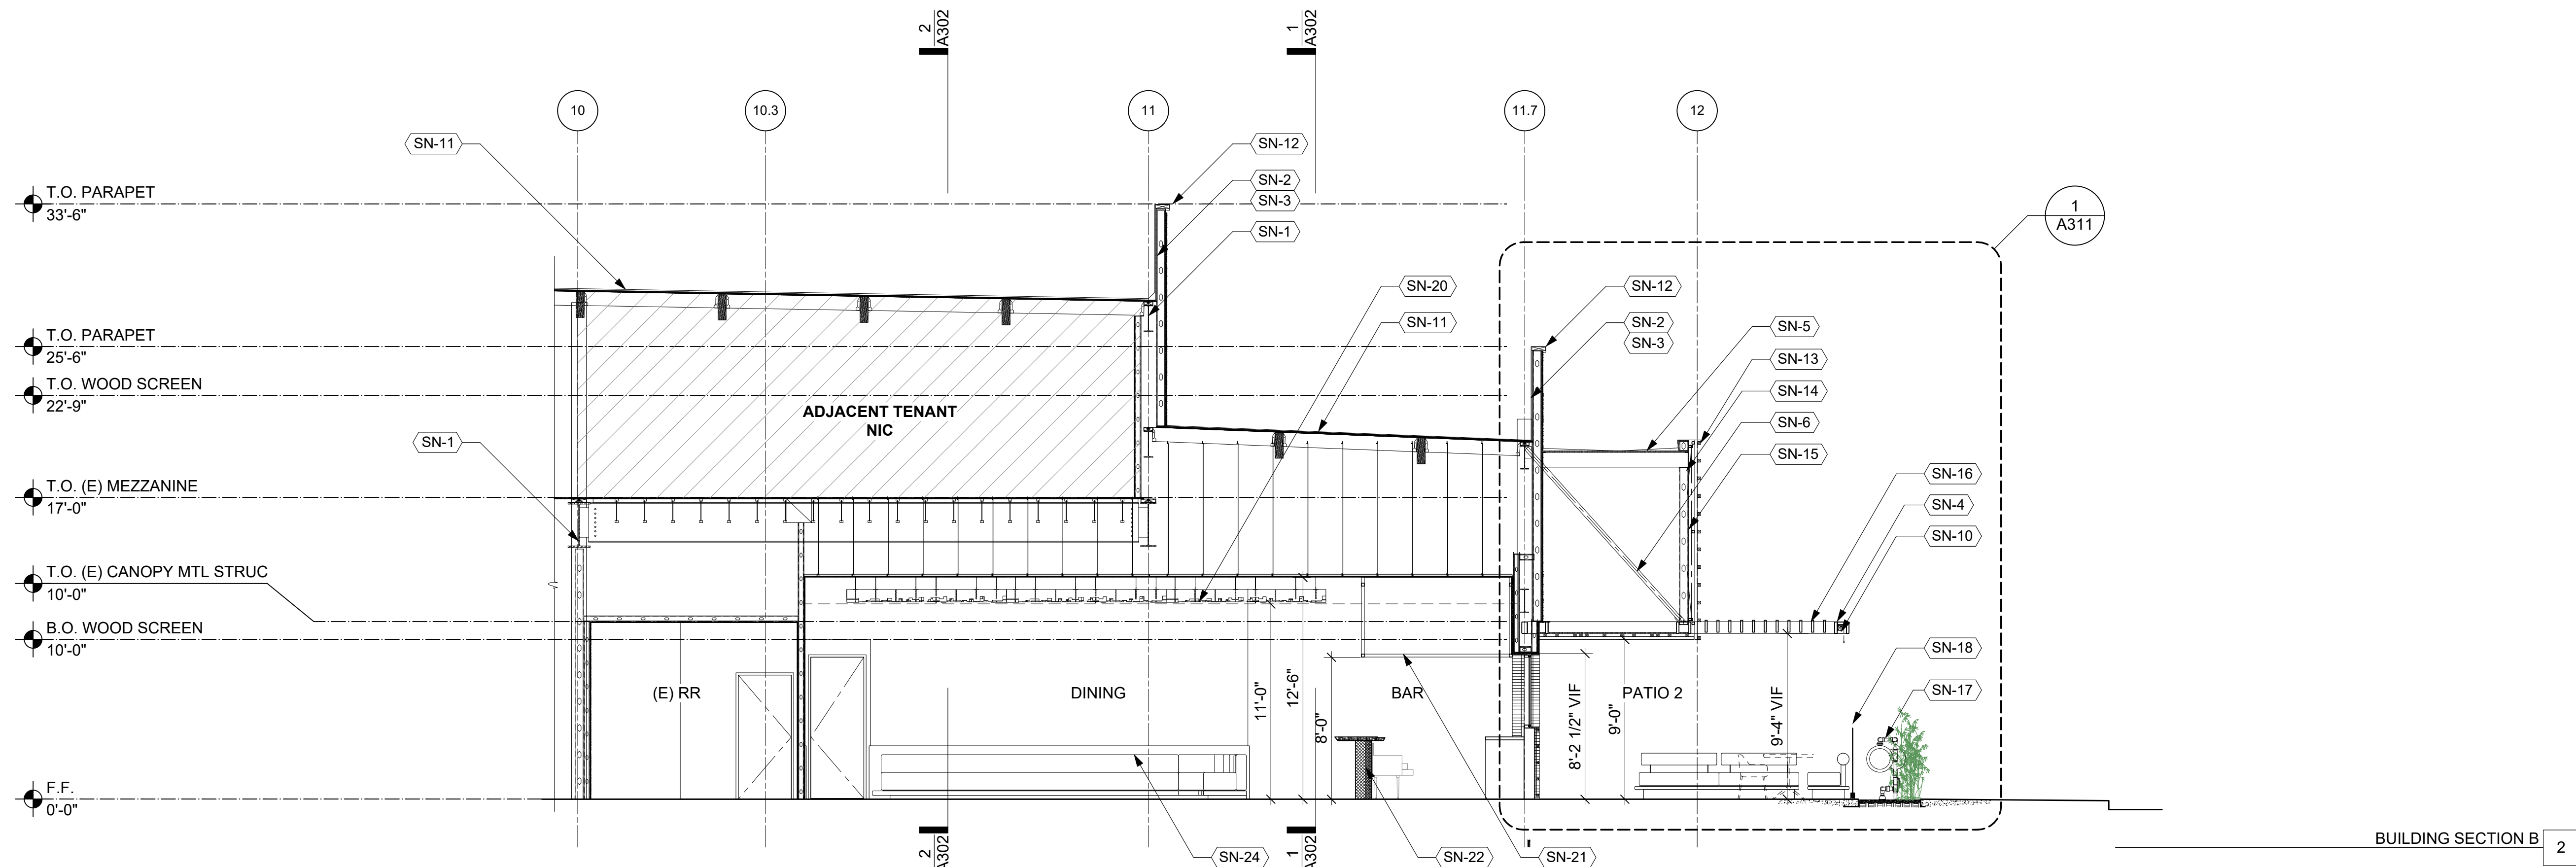 2
A302
1
A302
10
10.3
11
11.7
12
SN-11
SN-12
SN-2
SN-3
SN-1
1
A311
T.O. PARAPET
33'-6"
SN-20
SN-11
SN-12
SN-2
SN-3
SN-5
SN-13
SN-14
SN-6
SN-15
T.O. PARAPET
25'-6"
T.O. WOOD SCREEN
22'-9"
ADJACENT TENANT
NIC
SN-1
SN-16
SN-4
SN-10
T.O. (E) MEZZANINE
17'-0"
T.O. (E) CANOPY MTL STRUC
10'-0"
B.O. WOOD SCREEN
10'-0"
SN-18
SN-17
(E) RR
DINING
BAR
PATIO 2
11'-0"
12'-6"
8'-0"
8'-2 1/2" VIF
9'-0"
9'-4" VIF
F.F.
0'-0"
2
A302
1
A302
SN-24
SN-22
SN-21
BUILDING SECTION B
2